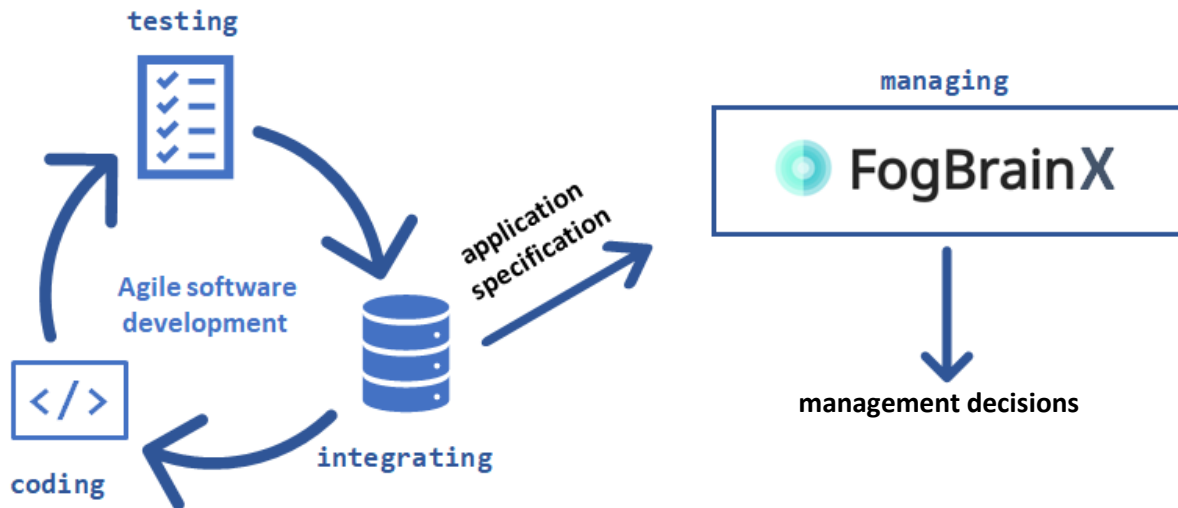 testing
managing
FogBrainX
application
specification
Agile software
development
</>
management decisions
integrating
coding